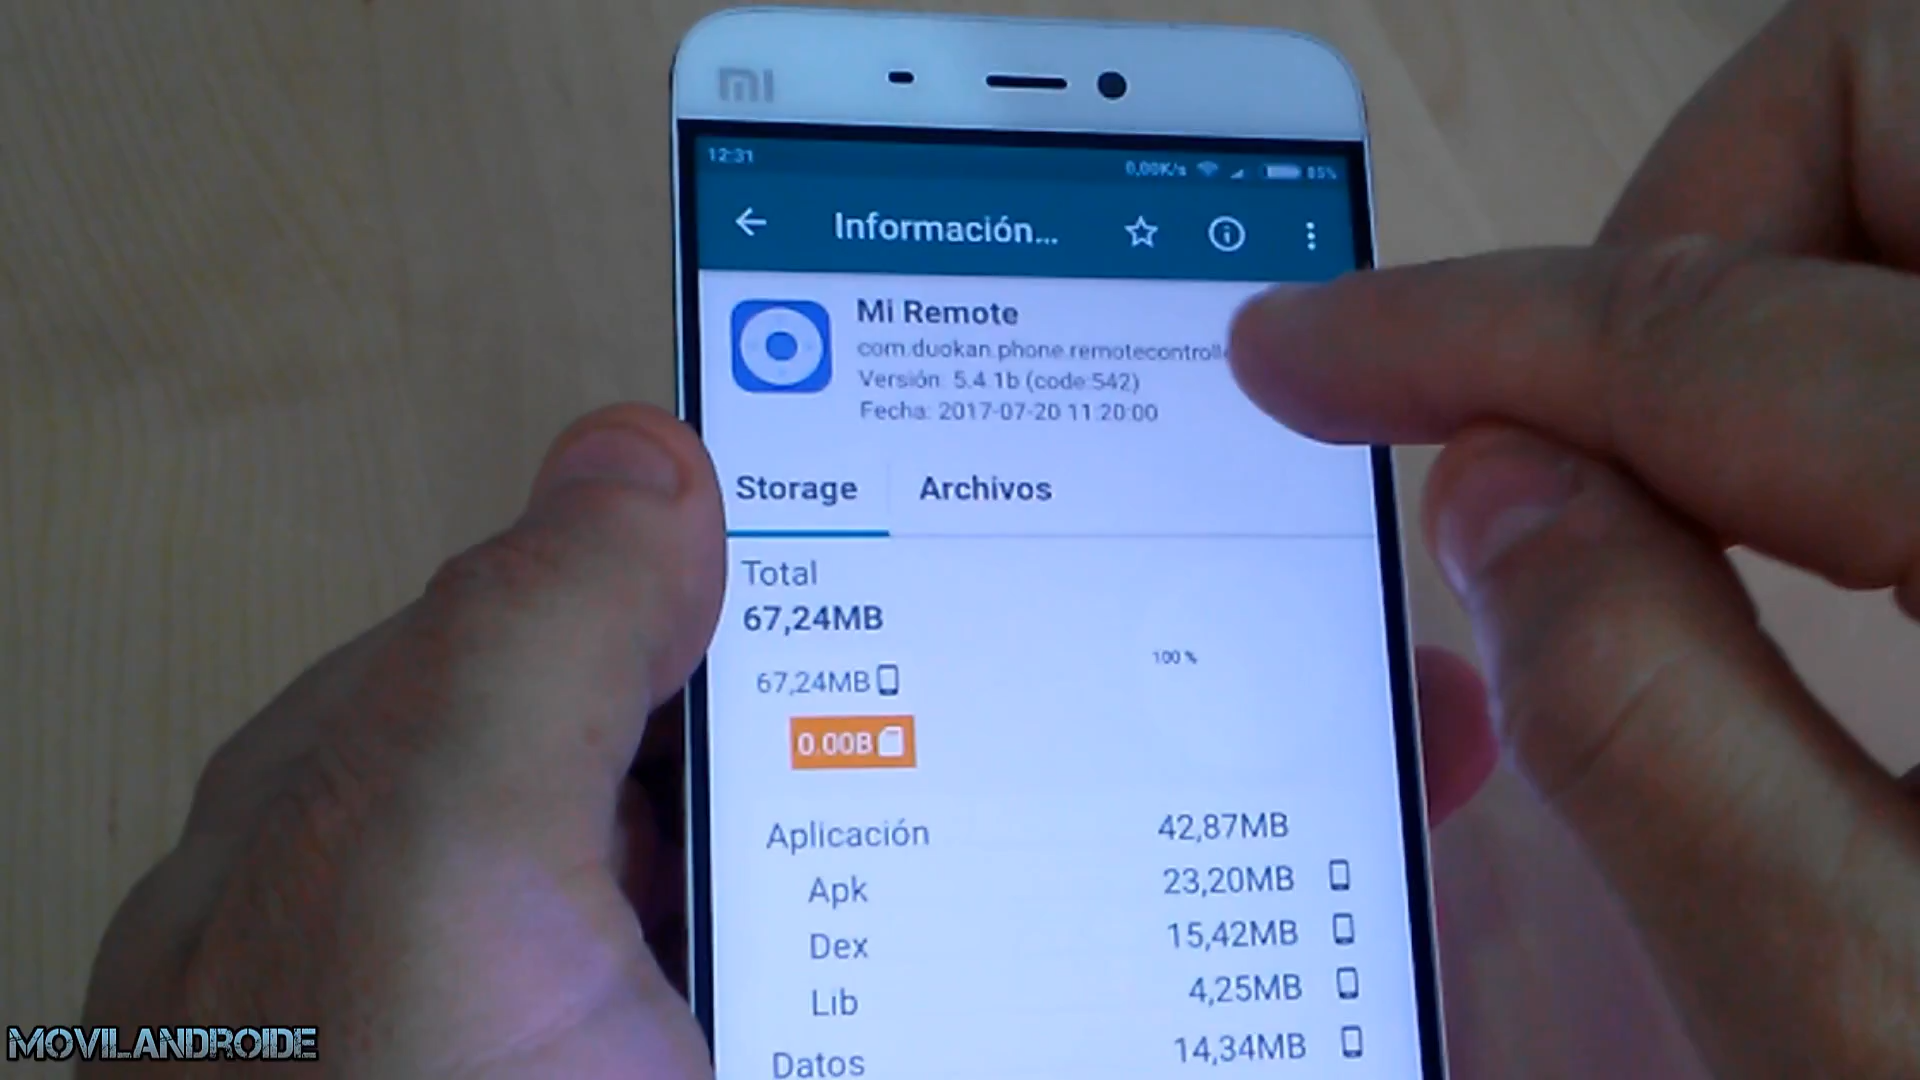 mi
12:31
0,00K/s 85%
Información...
Mi Remote
com.duokan.phone.remotecontrolle
Versión: 5.4.1b (code:542)
Fecha: 2017-07-20 11:20:00
Storage Archivos
Total
67,24MB
100 %
67,24MB
0.00B
Aplicación 42,87MB
Apk 23,20MB
Dex 15,42MB
Lib 4,25MB
Datos 14,34MB
MOVILANDROIDE